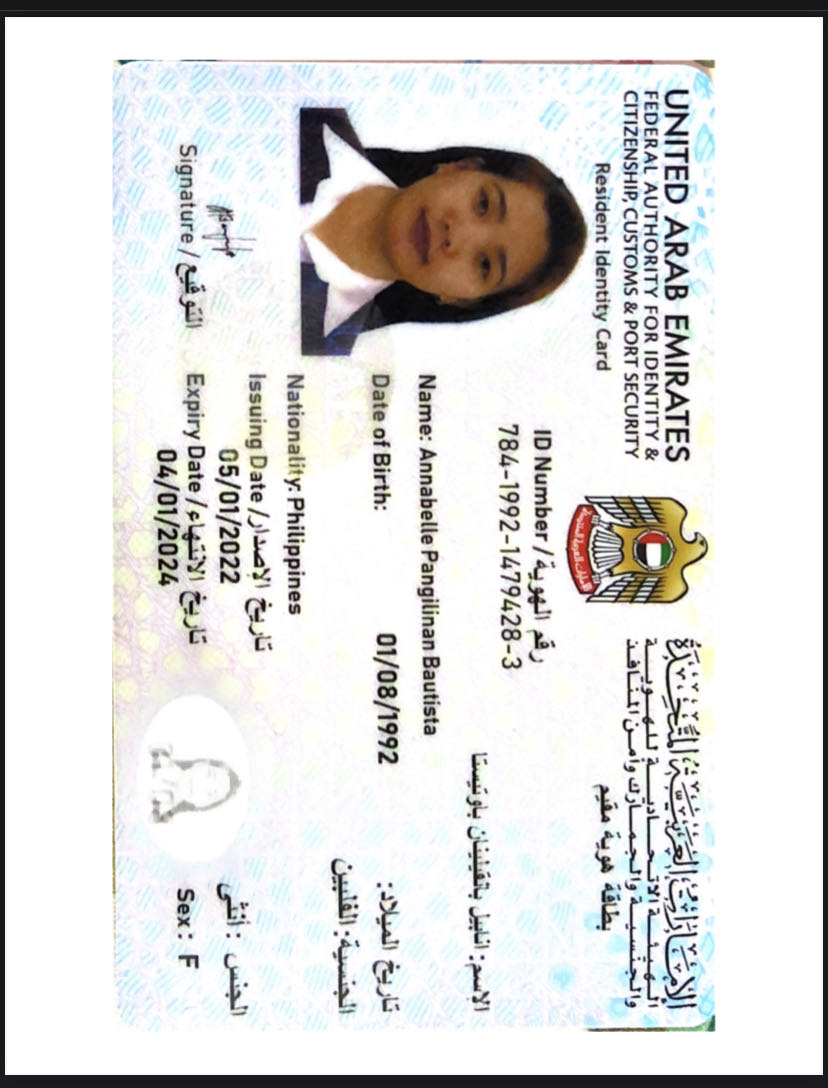 UNITED ARAB EMIRATES
FEDERAL AUTHORITY FOR IDENTITY &
CITIZENSHIP, CUSTOMS & PORT SECURITY
الإمارات العربية المتحدة
الهيئة الاتحادية للهوية
والجنسية والجمارك وأمن المنافذ
Resident Identity Card
بطاقة هوية مقيم
ID Number / رقم الهوية
784-1992-1479428-3
الإسم: انابيل بانقيلينان باوتيستا
Name: Annabelle Pangilinan Bautista
Date of Birth: 01/08/1992 تاريخ الميلاد:
الجنسية: الفلبين
Nationality: Philippines
Issuing Date / تاريخ الإصدار
05/01/2022
Expiry Date / تاريخ الانتهاء
04/01/2024
الجنس : أنثى
Sex : F
Signature / التوقيع